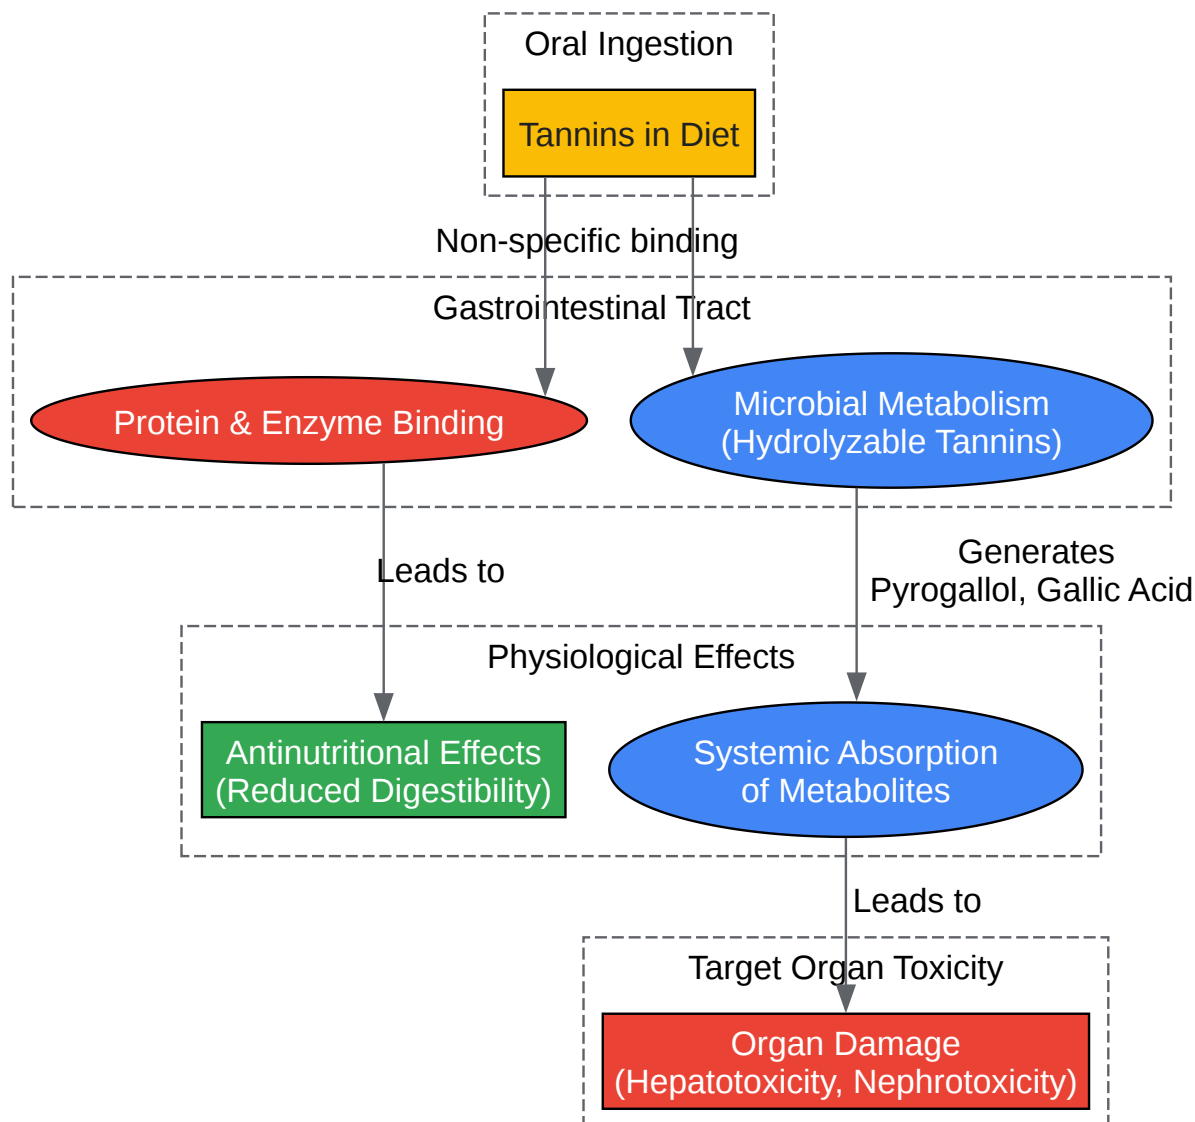 Oral Ingestion
Tannins in Diet
Non-specific binding
Gastrointestinal Tract
Protein & Enzyme Binding
Microbial Metabolism
(Hydrolyzable Tannins)
Leads to
Generates
Pyrogallol, Gallic Acid
Physiological Effects
Antinutritional Effects
(Reduced Digestibility)
Systemic Absorption
of Metabolites
Leads to
Target Organ Toxicity
Organ Damage
(Hepatotoxicity, Nephrotoxicity)